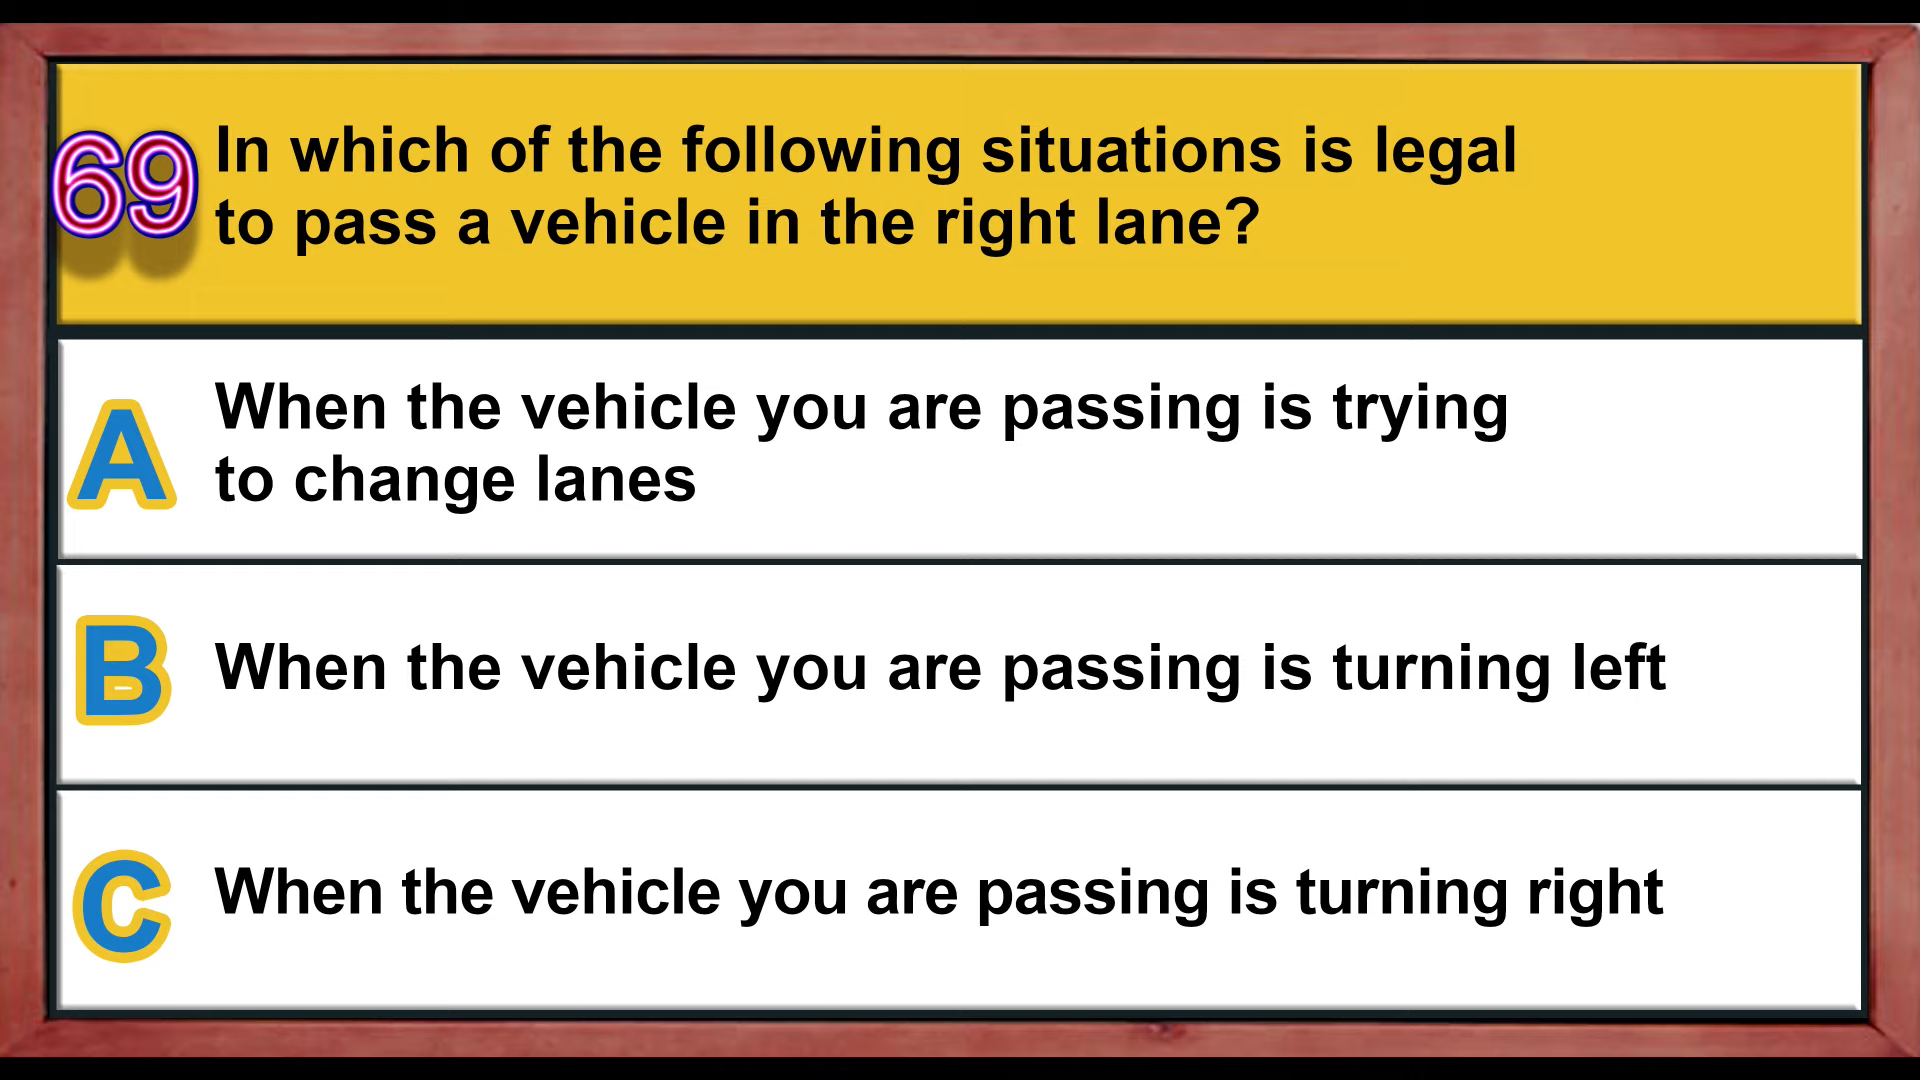 69
In which of the following situations is legal
to pass a vehicle in the right lane?
A
When the vehicle you are passing is trying
to change lanes
B
When the vehicle you are passing is turning left
C
When the vehicle you are passing is turning right